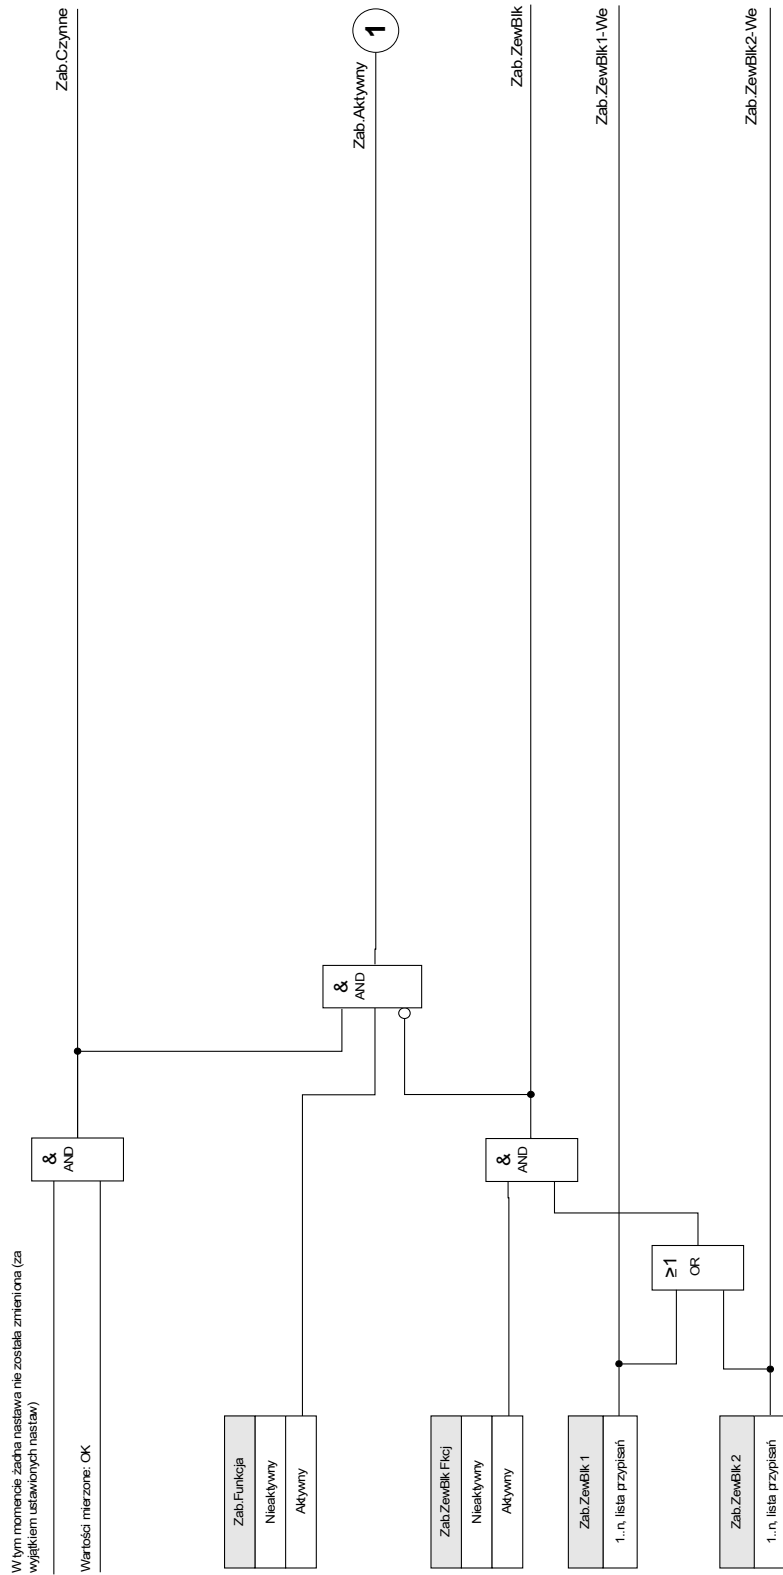 W tym momencie żadna nastawa nie została zmieniona (za
wyjątkiem ustawionych nastaw)
Wartości mierzone: OK
&
AND
Zab.Czynne
Zab.Funkcja
Nieaktywny
Aktywny
&
AND
Zab.Aktywny
1
Zab.ZewBlk Fkcj
Nieaktywny
Aktywny
&
AND
Zab.ZewBlk
Zab.ZewBlk 1
1..n, lista przypisań
Zab.ZewBlk1-We
≥1
OR
Zab.ZewBlk 2
1..n, lista przypisań
Zab.ZewBlk2-We